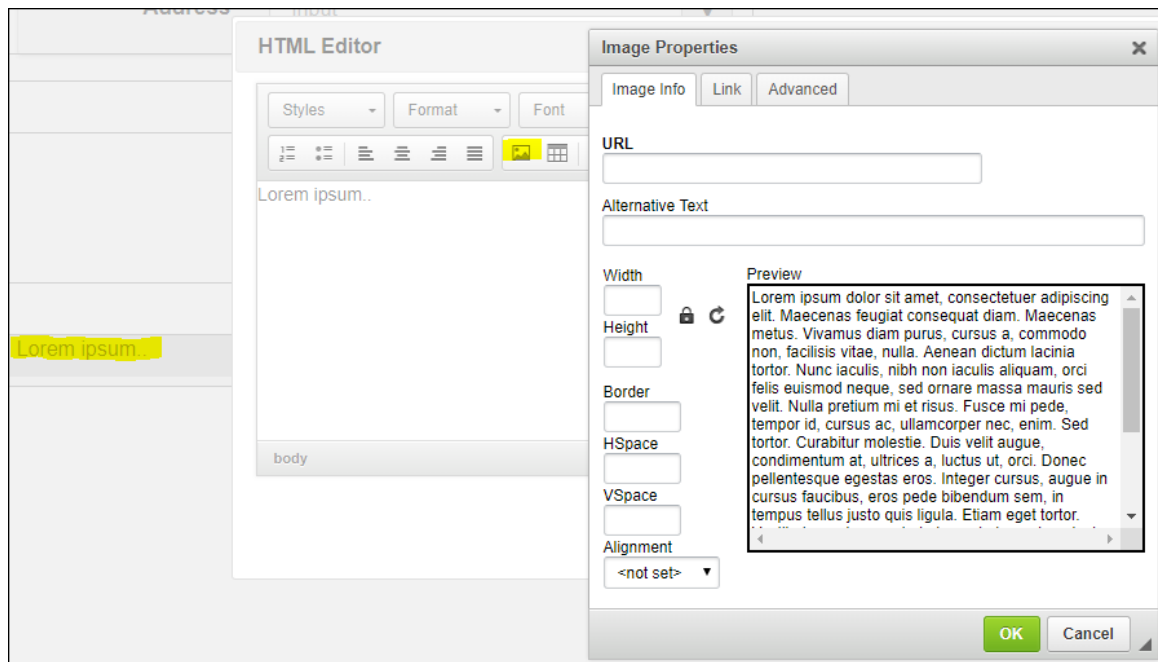 Address
Input
HTML Editor
Styles
Format
Font
Lorem ipsum..
body
Lorem ipsum..
Image Properties
Image Info
Link
Advanced
URL
Alternative Text
Width
Height
Border
HSpace
VSpace
Alignment
<not set>
Preview
Lorem ipsum dolor sit amet, consectetuer adipiscing
elit. Maecenas feugiat consequat diam. Maecenas
metus. Vivamus diam purus, cursus a, commodo
non, facilisis vitae, nulla. Aenean dictum lacinia
tortor. Nunc iaculis, nibh non iaculis aliquam, orci
felis euismod neque, sed ornare massa mauris sed
velit. Nulla pretium mi et risus. Fusce mi pede,
tempor id, cursus ac, ullamcorper nec, enim. Sed
tortor. Curabitur molestie. Duis velit augue,
condimentum at, ultrices a, luctus ut, orci. Donec
pellentesque egestas eros. Integer cursus, augue in
cursus faucibus, eros pede bibendum sem, in
tempus tellus justo quis ligula. Etiam eget tortor.
OK
Cancel